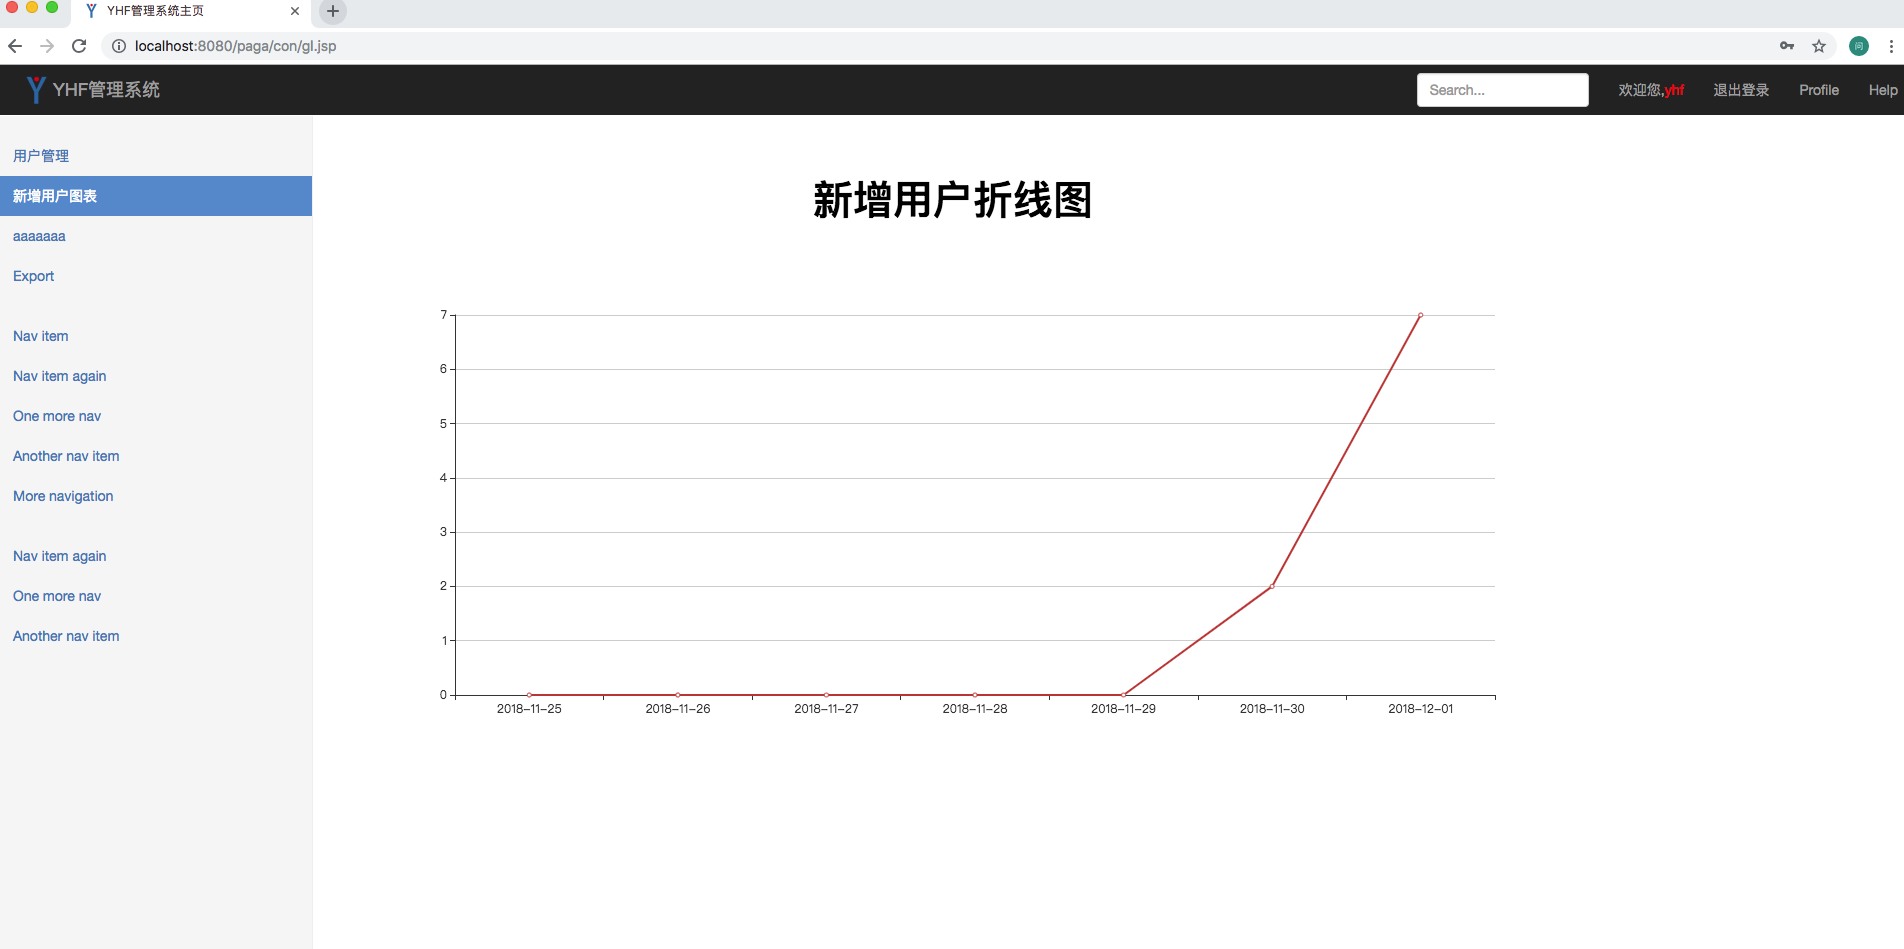 YHF管理系统主页
localhost:8080/paga/con/gl.jsp
YHF管理系统
Search...
欢迎您,yhf
退出登录
Profile
Help
用户管理
新增用户图表
aaaaaaa
Export
Nav item
Nav item again
One more nav
Another nav item
More navigation
Nav item again
One more nav
Another nav item
新增用户折线图
7
6
5
4
3
2
1
0
2018-11-25 2018-11-26 2018-11-27 2018-11-28 2018-11-29 2018-11-30 2018-12-01